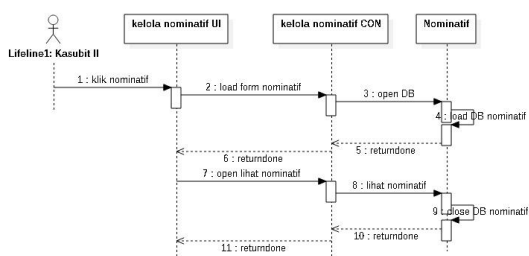 kelola nominatif UI
kelola nominatif CON
Nominatif
Lifeline1: Kasubit II
1 : klik nominatif
2 : load form nominatif
3 : open DB
4 : load DB nominatif
5 : returndone
6 : returndone
7 : open lihat nominatif
8 : lihat nominatif
9 : close DB nominatif
10 : returndone
11 : returndone